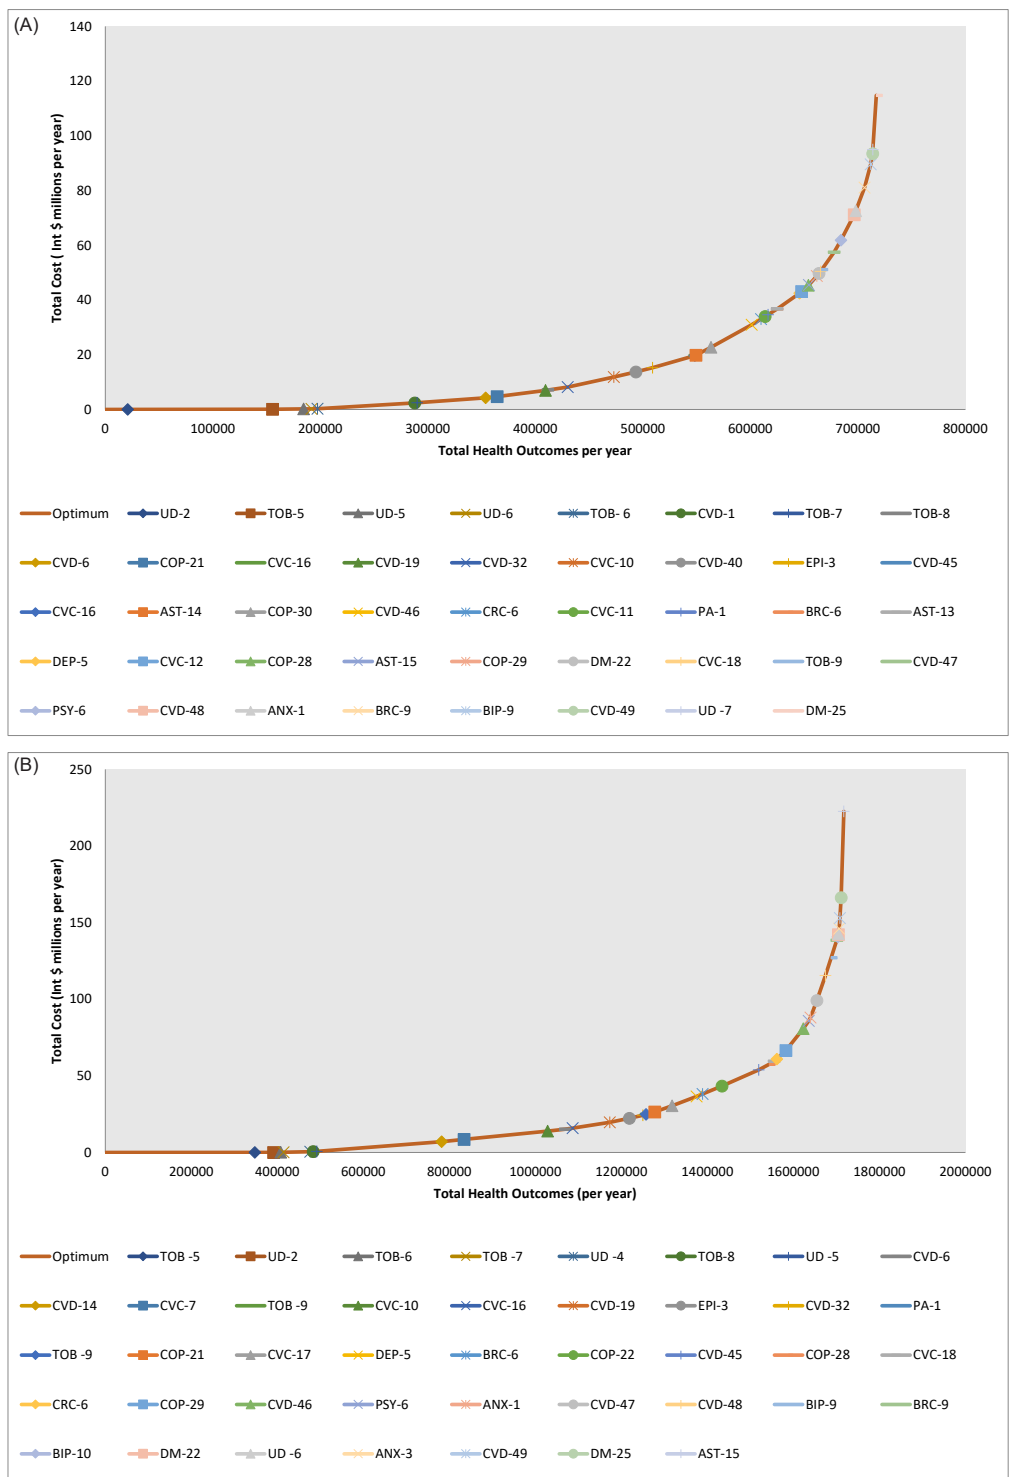 (A)
140
120
100
80
60
40
20
0
Total Cost ( Int $ millions per year)
0 100000 200000 300000 400000 500000 600000 700000 800000
Total Health Outcomes per year
Optimum UD-2 TOB-5 UD-5 UD-6 TOB- 6 CVD-1 TOB-7 TOB-8
CVD-6 COP-21 CVC-16 CVD-19 CVD-32 CVC-10 CVD-40 EPI-3 CVD-45
CVC-16 AST-14 COP-30 CVD-46 CRC-6 CVC-11 PA-1 BRC-6 AST-13
DEP-5 CVC-12 COP-28 AST-15 COP-29 DM-22 CVC-18 TOB-9 CVD-47
PSY-6 CVD-48 ANX-1 BRC-9 BIP-9 CVD-49 UD -7 DM-25
(B)
250
200
150
100
50
0
Total Cost (Int $ millions per year)
0 200000 400000 600000 800000 1000000 1200000 1400000 1600000 1800000 2000000
Total Health Outcomes (per year)
Optimum TOB -5 UD-2 TOB-6 TOB -7 UD -4 TOB-8 UD -5 CVD-6
CVD-14 CVC-7 TOB -9 CVC-10 CVC-16 CVD-19 EPI-3 CVD-32 PA-1
TOB -9 COP-21 CVC-17 DEP-5 BRC-6 COP-22 CVD-45 COP-28 CVC-18
CRC-6 COP-29 CVD-46 PSY-6 ANX-1 CVD-47 CVD-48 BIP-9 BRC-9
BIP-10 DM-22 UD -6 ANX-3 CVD-49 DM-25 AST-15